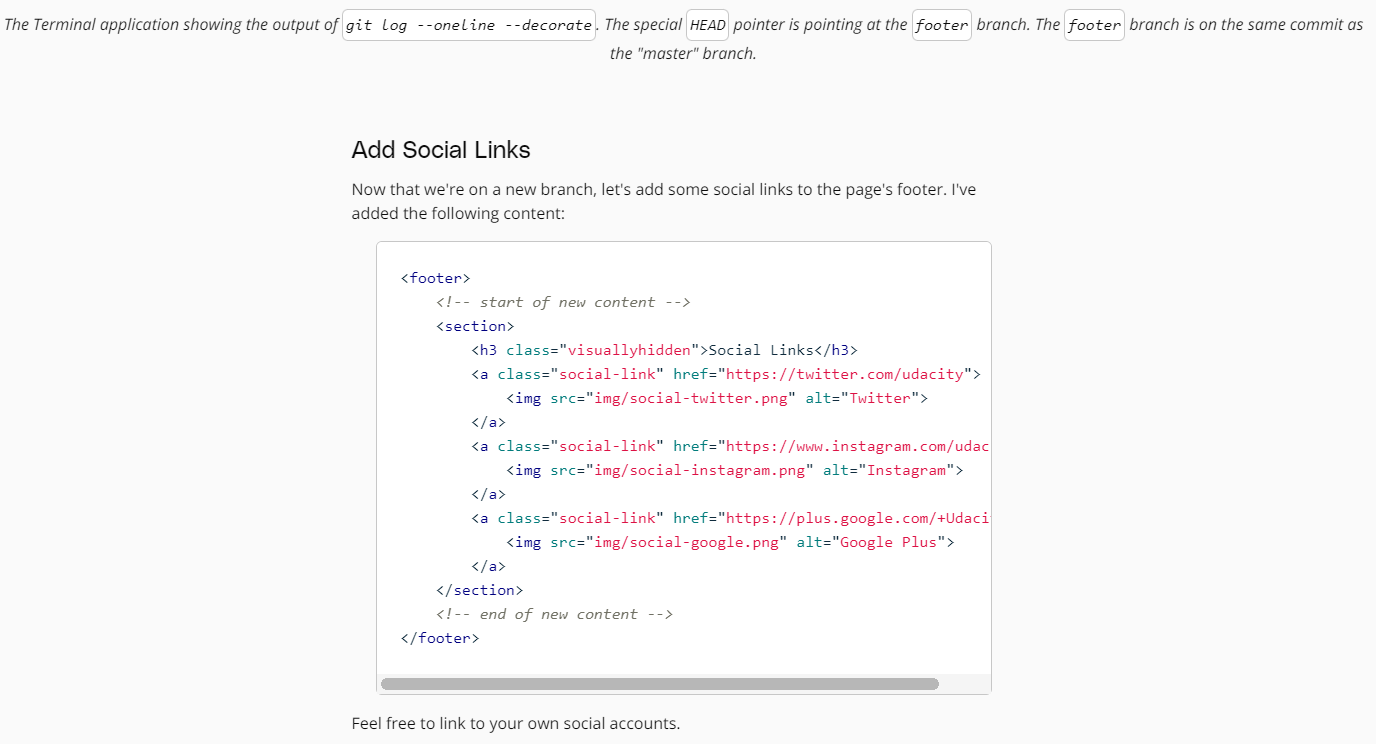 The Terminal application showing the output of git log --oneline --decorate. The special HEAD pointer is pointing at the footer branch. The footer branch is on the same commit as
the "master" branch.
Add Social Links
Now that we're on a new branch, let's add some social links to the page's footer. I've
added the following content:
<footer>
    <!-- start of new content -->
    <section>
        <h3 class="visuallyhidden">Social Links</h3>
        <a class="social-link" href="https://twitter.com/udacity">
            <img src="img/social-twitter.png" alt="Twitter">
        </a>
        <a class="social-link" href="https://www.instagram.com/udac
            <img src="img/social-instagram.png" alt="Instagram">
        </a>
        <a class="social-link" href="https://plus.google.com/+Udaci
            <img src="img/social-google.png" alt="Google Plus">
        </a>
    </section>
    <!-- end of new content -->
</footer>
Feel free to link to your own social accounts.